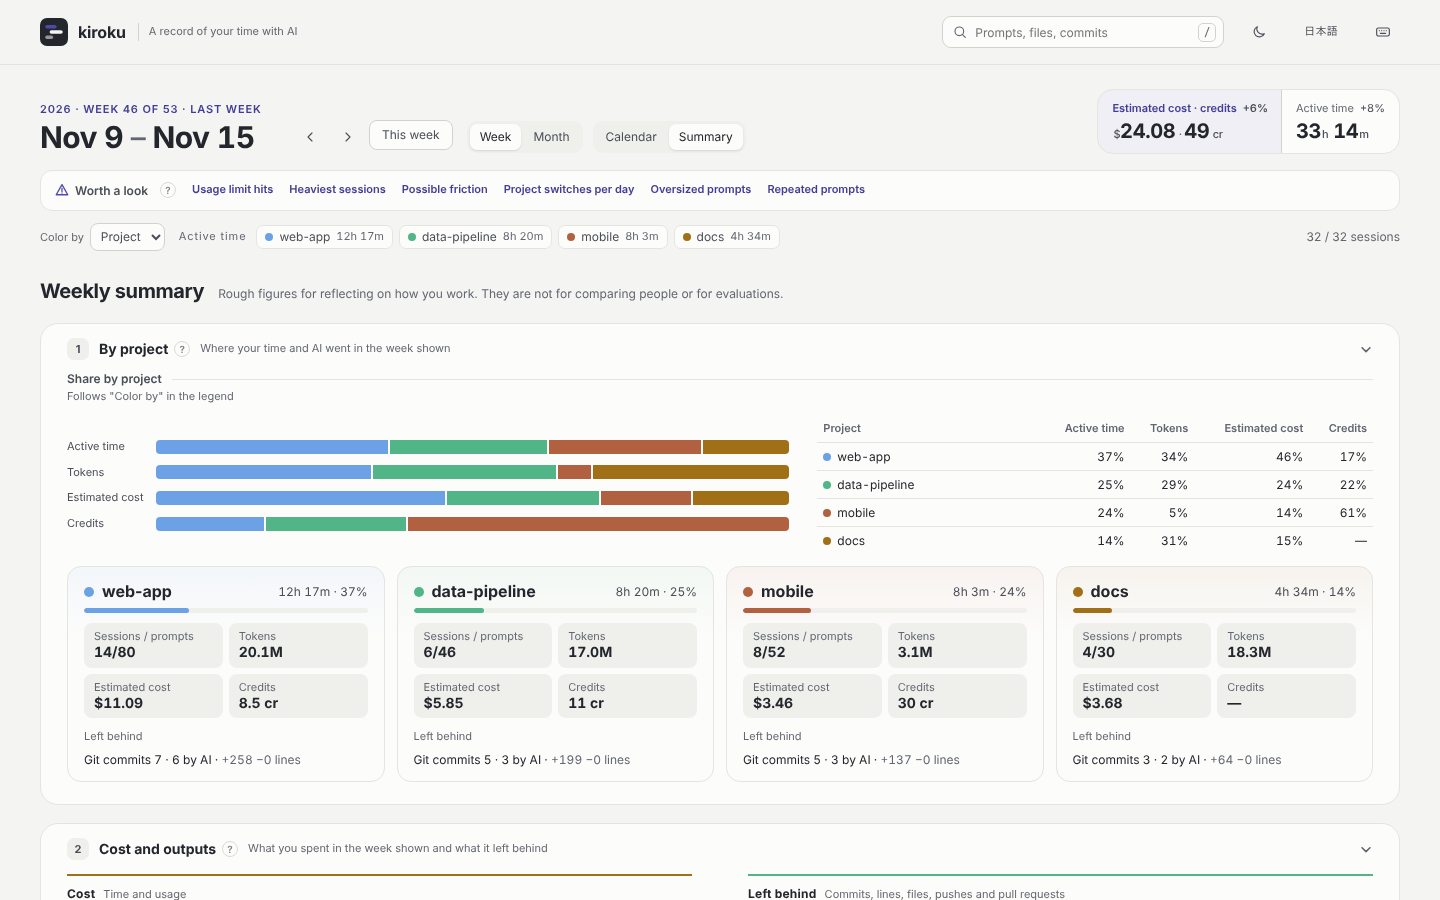 kiroku
A record of your time with AI
Prompts, files, commits
/
日本語
2026 · WEEK 46 OF 53 · LAST WEEK
Nov 9 – Nov 15
This week
Week
Month
Calendar
Summary
Estimated cost · credits +6%
$24.08 · 49 cr
Active time +8%
33h 14m
Worth a look ?
Usage limit hits
Heaviest sessions
Possible friction
Project switches per day
Oversized prompts
Repeated prompts
Color by
Project
Active time
web-app 12h 17m
data-pipeline 8h 20m
mobile 8h 3m
docs 4h 34m
32 / 32 sessions
Weekly summary
Rough figures for reflecting on how you work. They are not for comparing people or for evaluations.
1 By project ? Where your time and AI went in the week shown
Share by project
Follows "Color by" in the legend
Active time
Tokens
Estimated cost
Credits
Project Active time Tokens Estimated cost Credits
web-app 37% 34% 46% 17%
data-pipeline 25% 29% 24% 22%
mobile 24% 5% 14% 61%
docs 14% 31% 15% —
web-app 12h 17m · 37%
Sessions / prompts
14/80
Tokens
20.1M
Estimated cost
$11.09
Credits
8.5 cr
Left behind
Git commits 7 · 6 by AI · +258 −0 lines
data-pipeline 8h 20m · 25%
Sessions / prompts
6/46
Tokens
17.0M
Estimated cost
$5.85
Credits
11 cr
Left behind
Git commits 5 · 3 by AI · +199 −0 lines
mobile 8h 3m · 24%
Sessions / prompts
8/52
Tokens
3.1M
Estimated cost
$3.46
Credits
30 cr
Left behind
Git commits 5 · 3 by AI · +137 −0 lines
docs 4h 34m · 14%
Sessions / prompts
4/30
Tokens
18.3M
Estimated cost
$3.68
Credits
—
Left behind
Git commits 3 · 2 by AI · +64 −0 lines
2 Cost and outputs ? What you spent in the week shown and what it left behind
Cost Time and usage
Left behind Commits, lines, files, pushes and pull requests